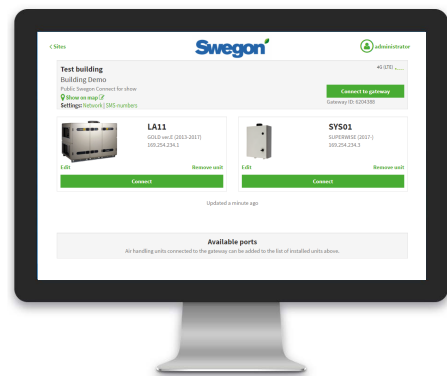 < Sites
Swegon
administrator
Test building
4G (LTE)
Building Demo
Public Swegon Connect for show
Show on map
Connect to gateway
Settings: Network | SMS-numbers
Gateway ID: 6204388
LA11
GOLD ver.E (2013-2017)
169.254.234.1
Edit
Remove unit
Connect
SYS01
SUPERWISE (2017-)
169.254.234.3
Edit
Remove unit
Connect
Updated a minute ago
Available ports
Air handling units connected to the gateway can be added to the list of installed units above.